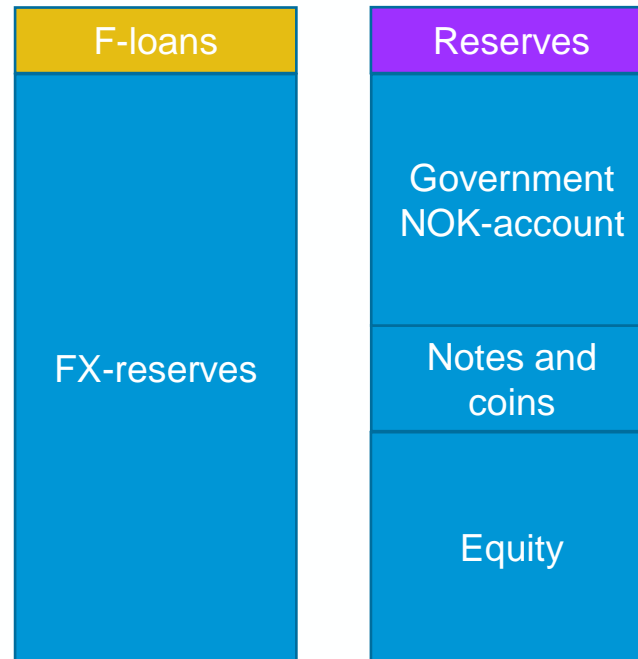 F-loans
FX-reserves
Reserves
Government
NOK-account
Notes and
coins
Equity